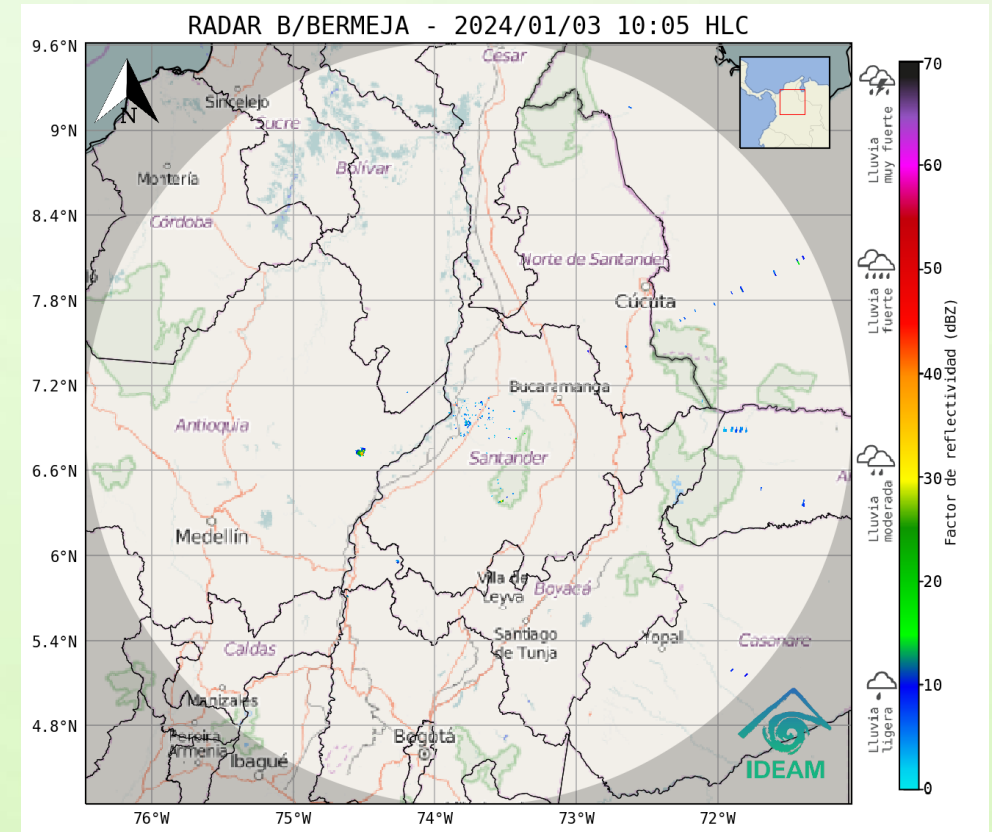 RADAR B/BERMEJA - 2024/01/03 10:05 HLC
9.6°N
9°N
8.4°N
7.8°N
7.2°N
6.6°N
6°N
5.4°N
4.8°N
76°W
75°W
74°W
73°W
72°W
N
Cesar
Sincelejo
Sucre
Montería
Bolívar
Córdoba
Norte de Santander
Cúcuta
Bucaramanga
Antioquia
Santander
Medellín
Villa de
Leyva
Boyacá
Santiago
de Tunja
Yopal
Casanare
Caldas
Manizales
Pereira
Armenia
Ibagué
Bogotá
IDEAM
Lluvia
muy fuerte
Lluvia
fuerte
Lluvia
moderada
Lluvia
ligera
70
60
50
40
30
20
10
0
Factor de reflectividad (dBZ)